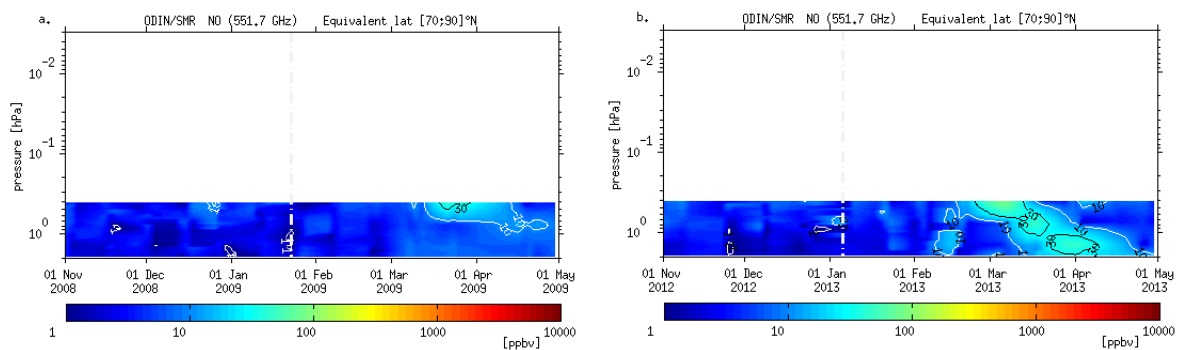 a. ODIN/SMR NO (551.7 GHz) Equivalent lat [70;90]°N
pressure [hPa]
10^-2
10^-1
10^0
30
01 Nov 2008
01 Dec 2008
01 Jan 2009
01 Feb 2009
01 Mar 2009
01 Apr 2009
01 May 2009
1 10 100 1000 10000
[ppbv]
b. ODIN/SMR NO (551.7 GHz) Equivalent lat [70;90]°N
pressure [hPa]
10^-2
10^-1
10^0
10
10
30
30
01 Nov 2012
01 Dec 2012
01 Jan 2013
01 Feb 2013
01 Mar 2013
01 Apr 2013
01 May 2013
1 10 100 1000 10000
[ppbv]